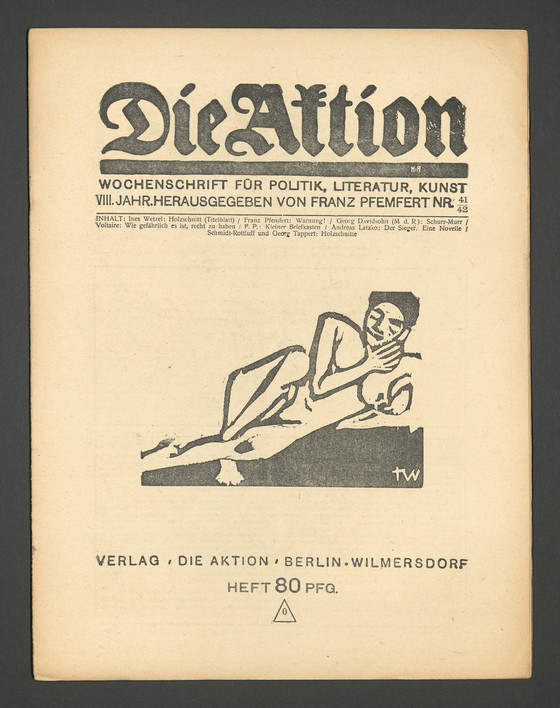 Die Aktion
WOCHENSCHRIFT FÜR POLITIK, LITERATUR, KUNST
VIII. JAHR. HERAUSGEGEBEN VON FRANZ PFEMFERT NR. 41/42
INHALT: Ines Wetzel: Holzschnitt (Titelblatt) / Franz Pfemfert: Warnung! / Georg Davidsohn (M. d. R.): Schurr-Murr /
Voltaire: Wie gefährlich es ist, recht zu haben / F. P.: Kleiner Briefkasten / Andreas Latzko: Der Sieger. Eine Novelle /
Schmidt-Rottluff und Georg Tappert: Holzschnitte
VERLAG , DIE AKTION , BERLIN-WILMERSDORF
HEFT 80 PFG.
0